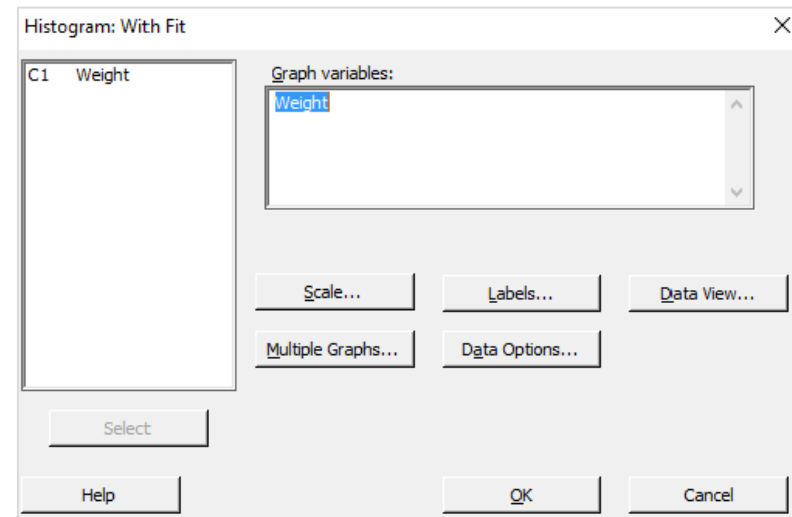 Histogram: With Fit
C1 Weight
Graph variables:
Weight
Scale...
Labels...
Data View...
Multiple Graphs...
Data Options...
Select
Help
OK
Cancel